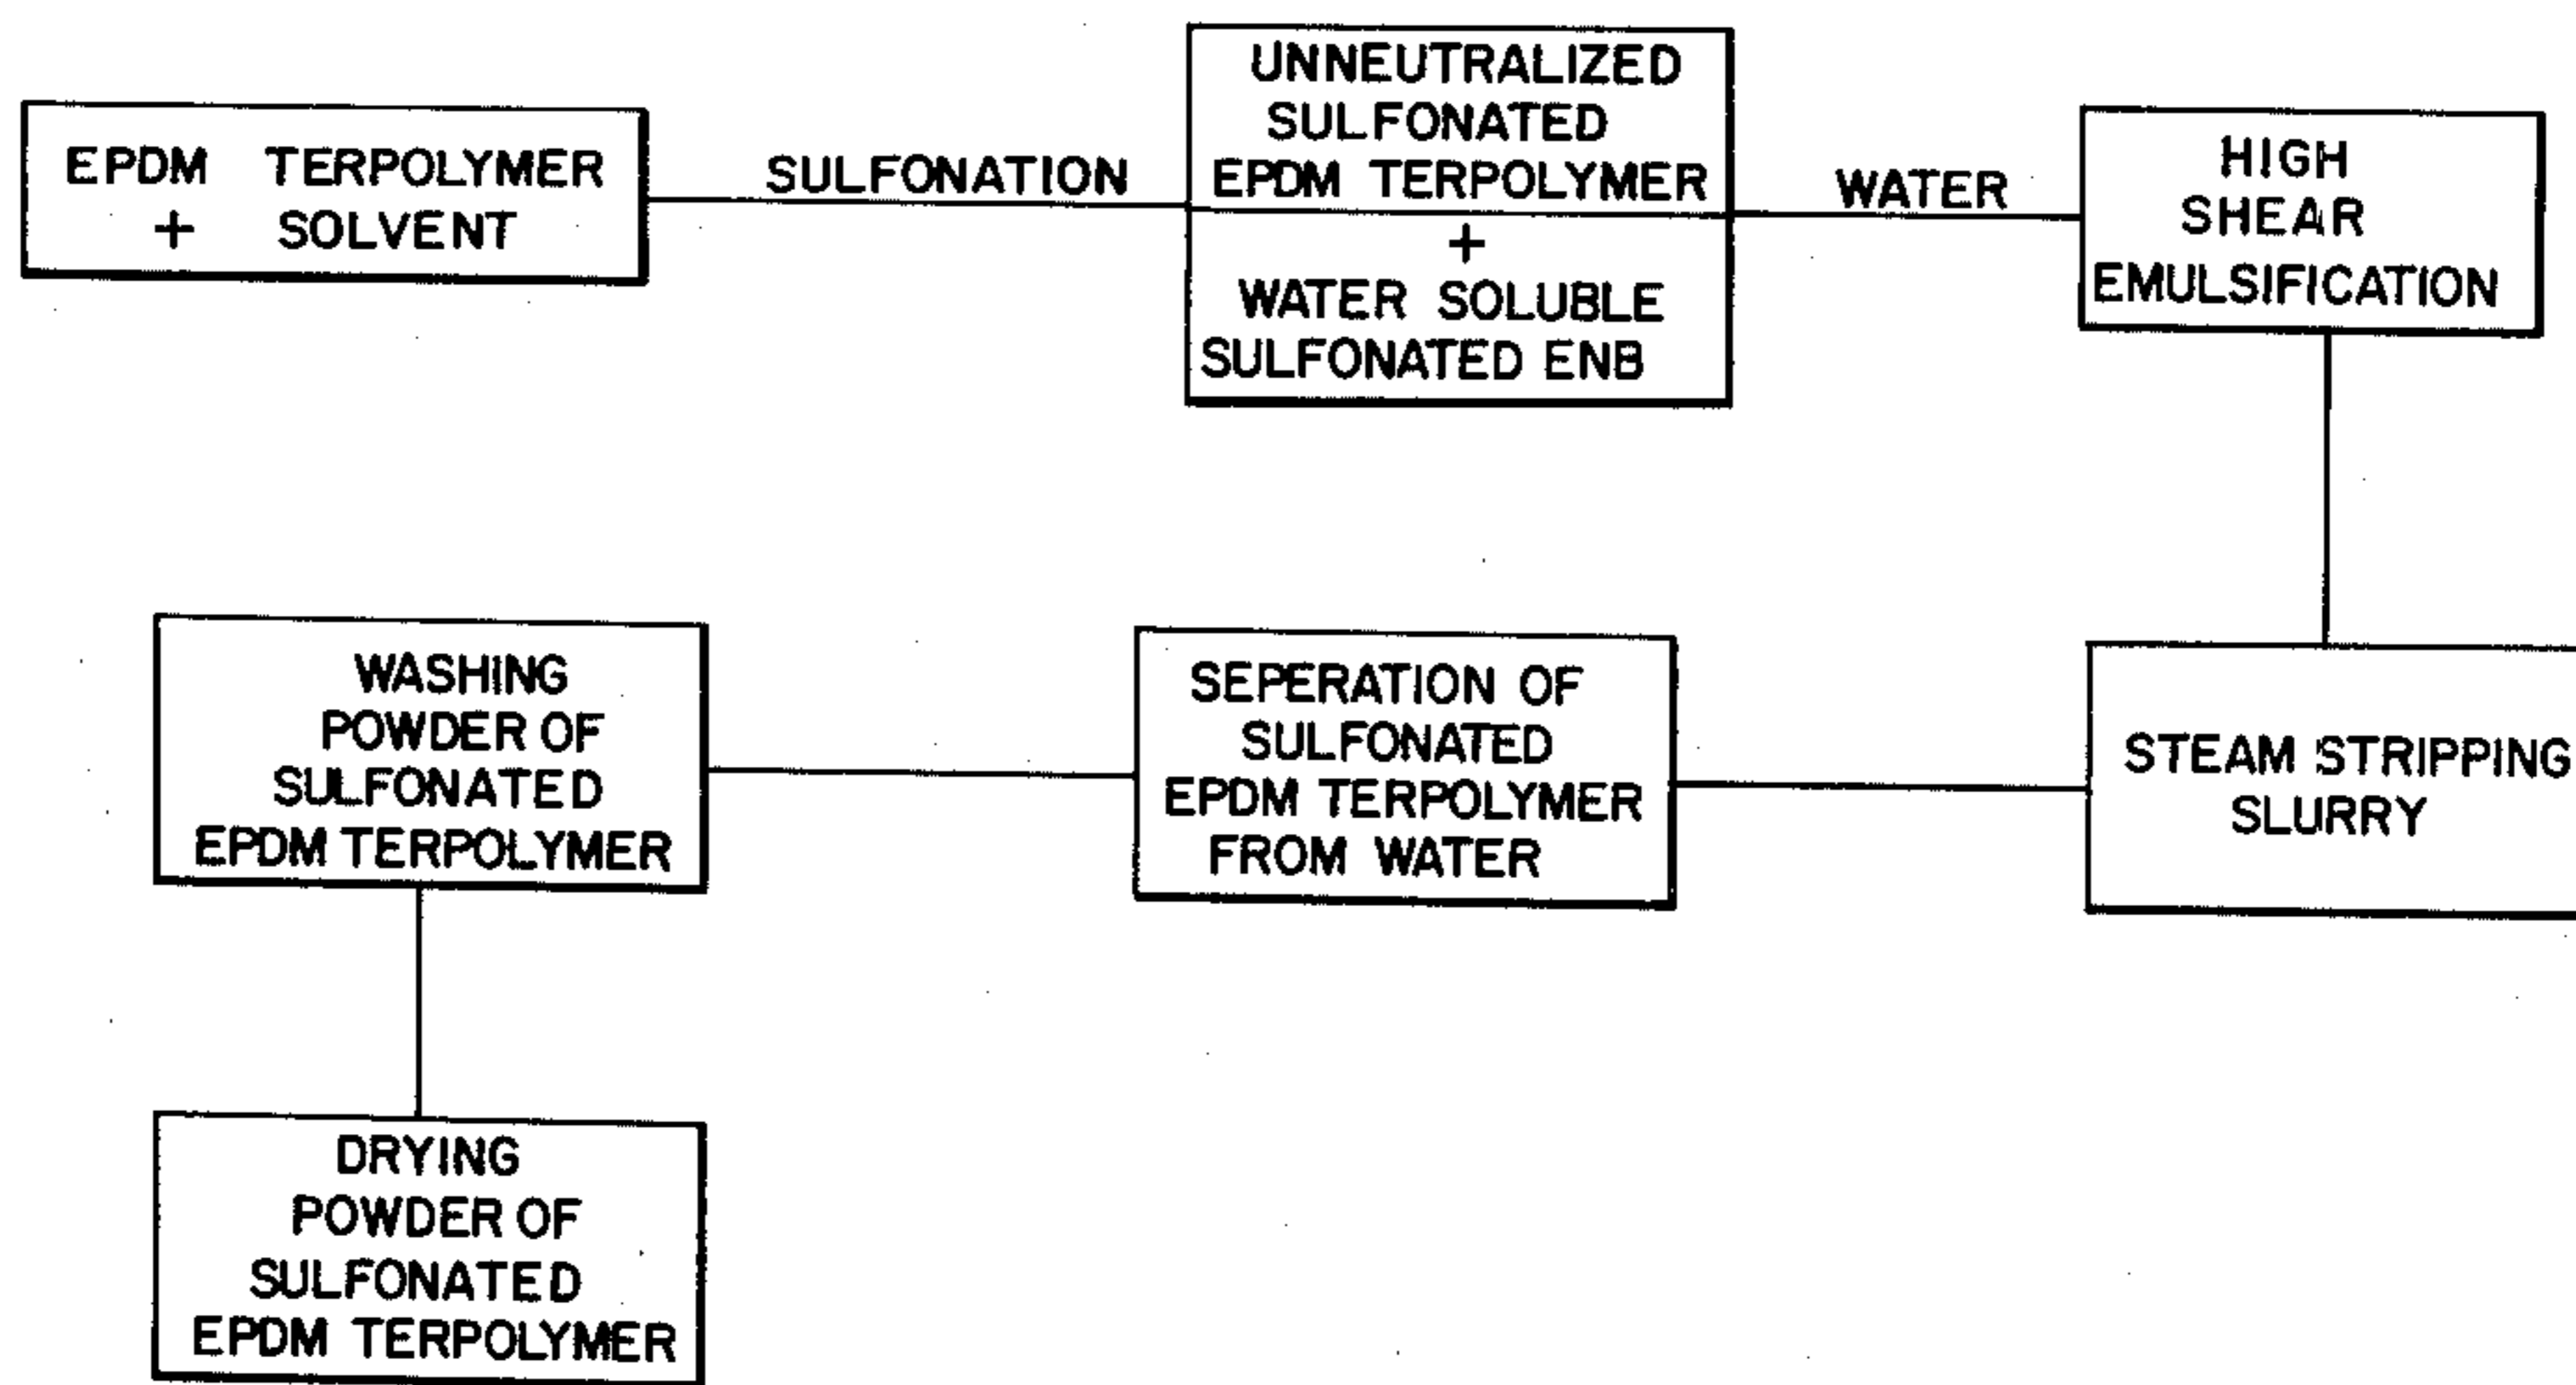 EPDM TERPOLYMER
+ SOLVENT
SULFONATION
UNNEUTRALIZED
SULFONATED
EPDM TERPOLYMER
+
WATER SOLUBLE
SULFONATED ENB
WATER
HIGH
SHEAR
EMULSIFICATION
STEAM STRIPPING
SLURRY
SEPERATION OF
SULFONATED
EPDM TERPOLYMER
FROM WATER
WASHING
POWDER OF
SULFONATED
EPDM TERPOLYMER
DRYING
POWDER OF
SULFONATED
EPDM TERPOLYMER